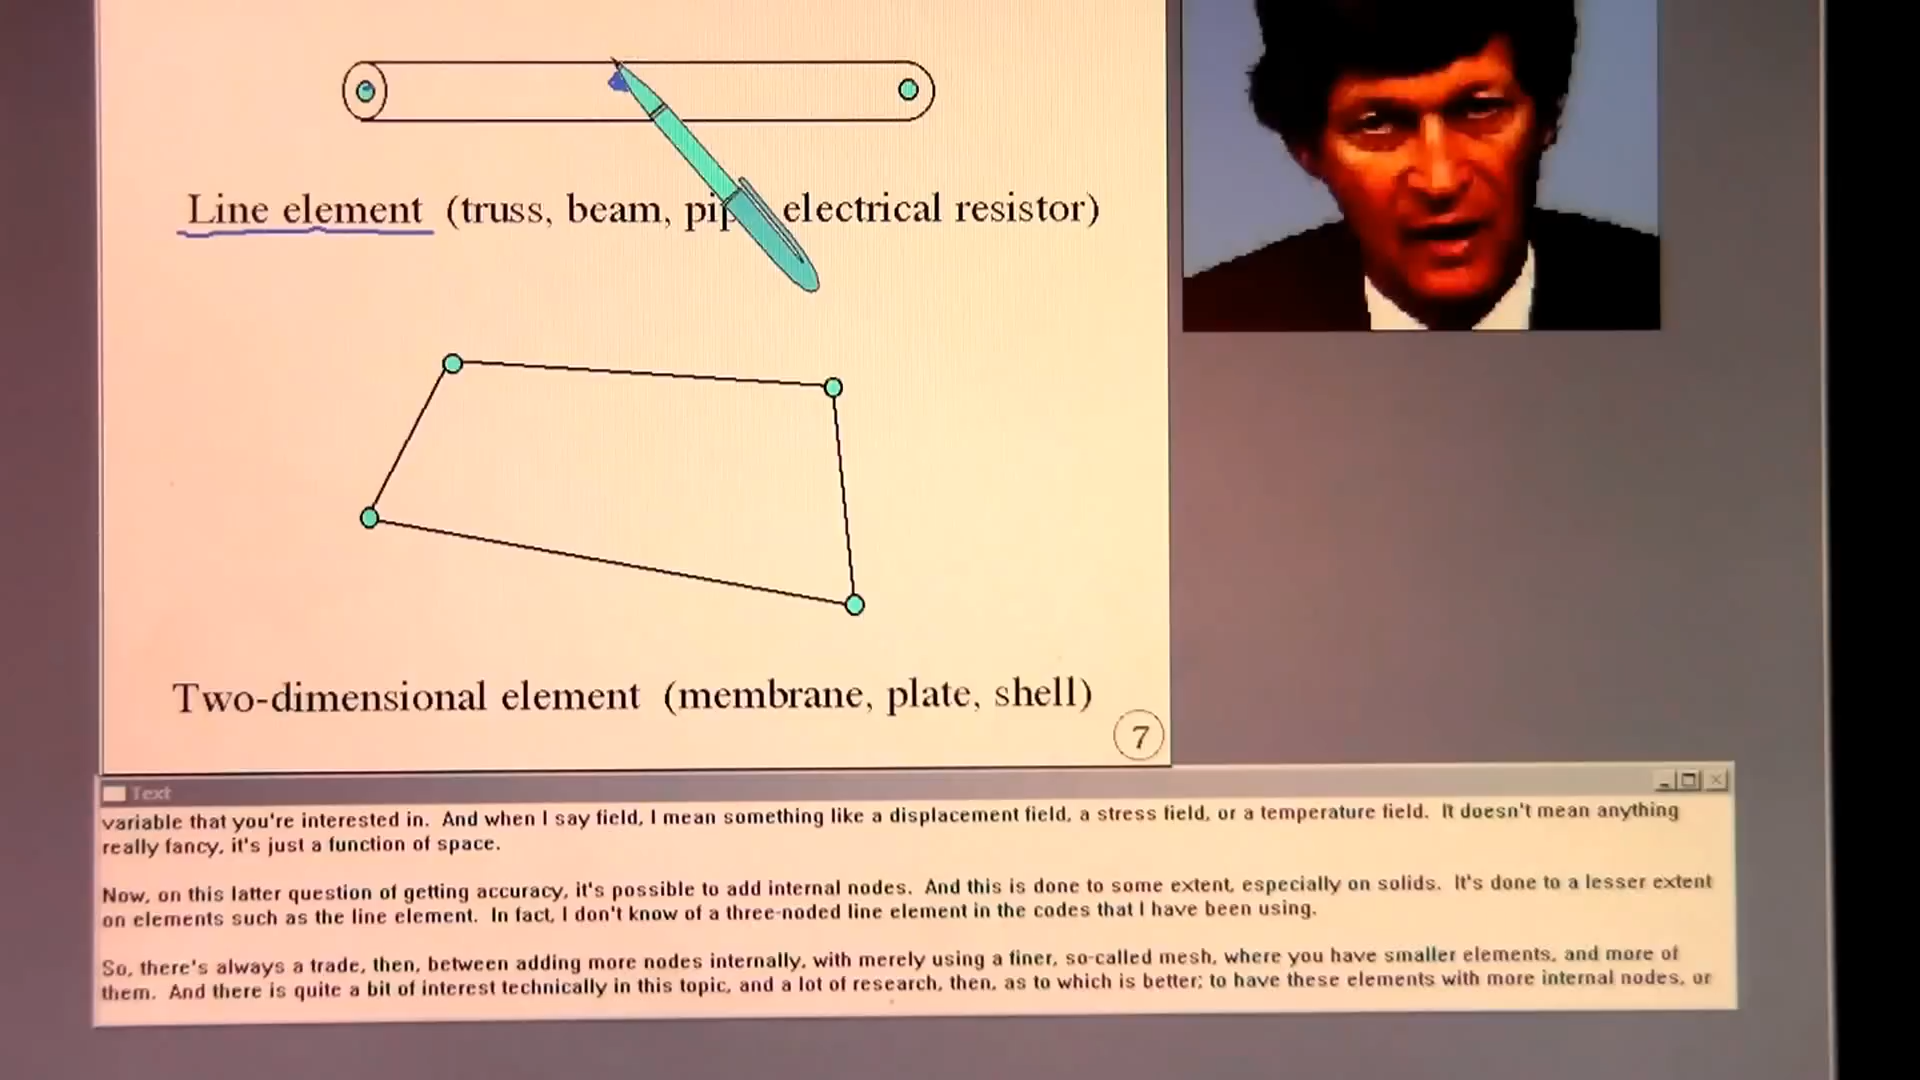 Line element (truss, beam, pip electrical resistor)
Two-dimensional element (membrane, plate, shell)
7
Text
variable that you're interested in. And when I say field, I mean something like a displacement field, a stress field, or a temperature field. It doesn't mean anything
really fancy, it's just a function of space.
Now, on this latter question of getting accuracy, it's possible to add internal nodes. And this is done to some extent, especially on solids. It's done to a lesser extent
on elements such as the line element. In fact, I don't know of a three-noded line element in the codes that I have been using.
So, there's always a trade, then, between adding more nodes internally, with merely using a finer, so-called mesh, where you have smaller elements, and more of
them. And there is quite a bit of interest technically in this topic, and a lot of research, then, as to which is better; to have these elements with more internal nodes, or